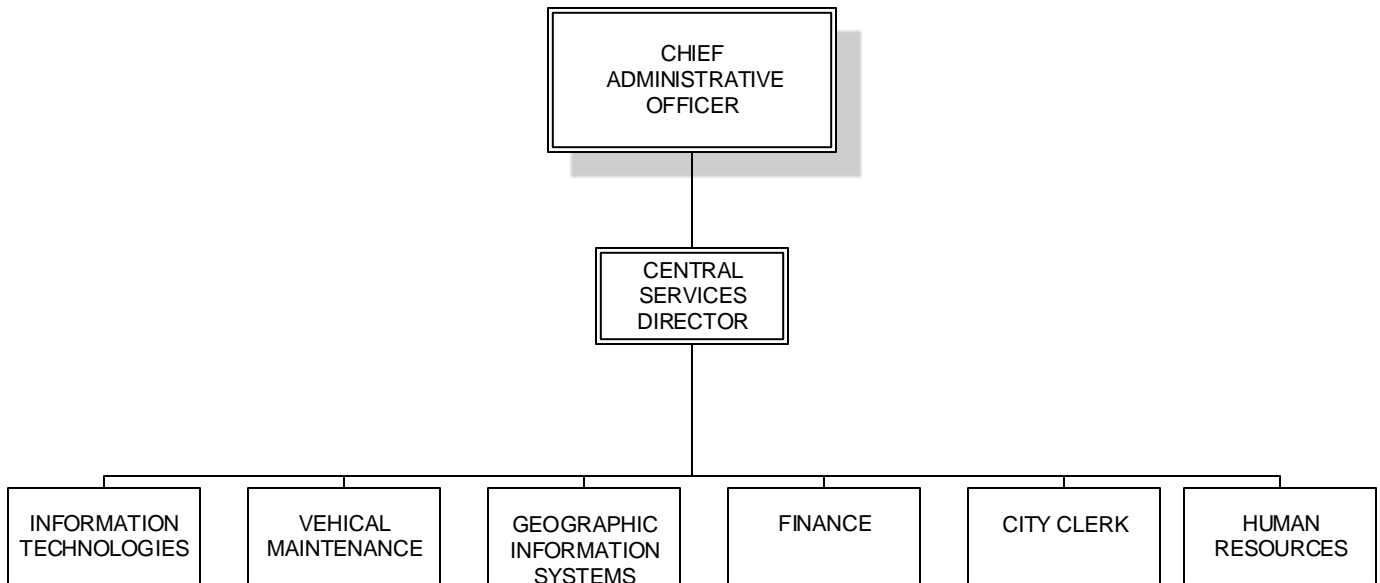 CHIEF
ADMINISTRATIVE
OFFICER
CENTRAL
SERVICES
DIRECTOR
INFORMATION
TECHNOLOGIES
VEHICAL
MAINTENANCE
GEOGRAPHIC
INFORMATION
SYSTEMS
FINANCE
CITY CLERK
HUMAN
RESOURCES